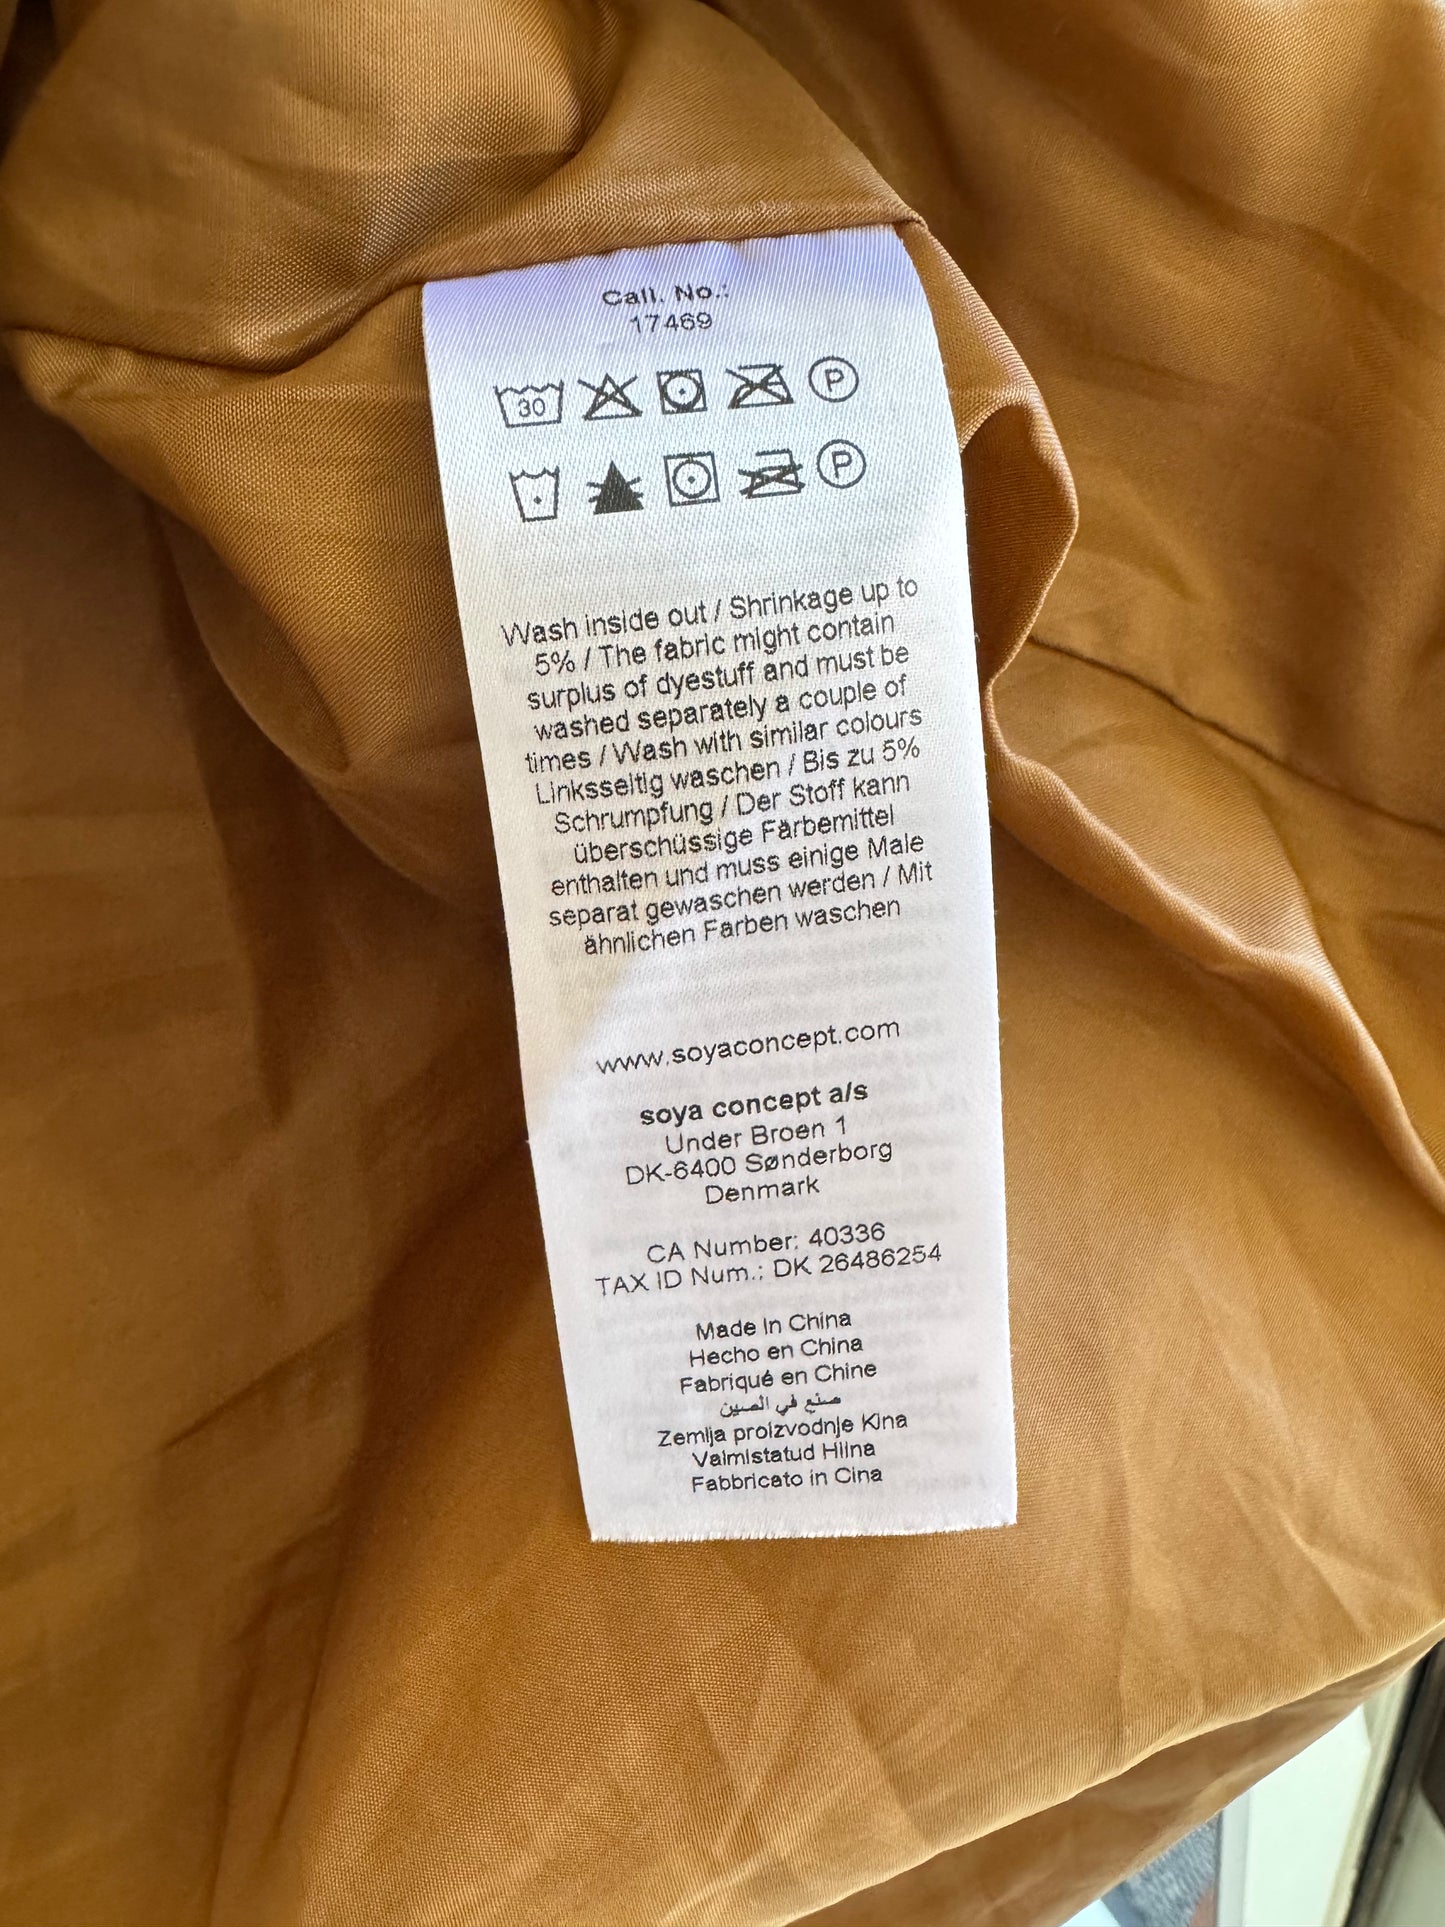 Call. No.:
17469
30 P
P
Wash inside out / Shrinkage up to
5% / The fabric might contain
surplus of dyestuff and must be
washed separately a couple of
times / Wash with similar colours
Linksseitig waschen / Bis zu 5%
Schrumpfung / Der Stoff kann
überschüssige Färbemittel
enthalten und muss einige Male
separat gewaschen werden / Mit
ähnlichen Farben waschen
www.soyaconcept.com
soya concept a/s
Under Broen 1
DK-6400 Sønderborg
Denmark
CA Number: 40336
TAX ID Num.: DK 26486254
Made in China
Hecho en China
Fabriqué en Chine
صنع في الصين
Zemlja proizvodnje Kina
Valmistatud Hiina
Fabbricato in Cina